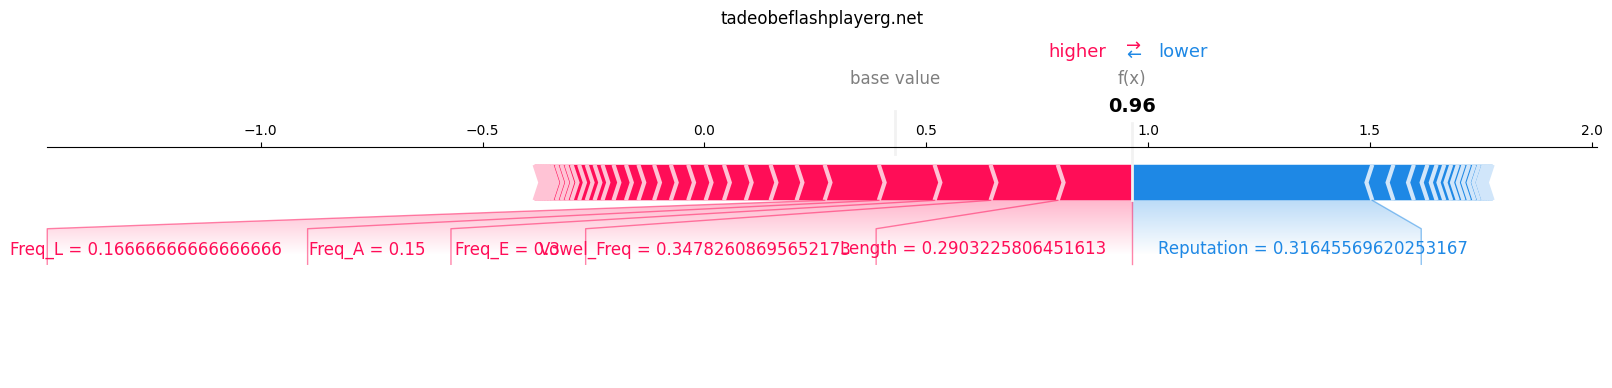 tadeobeflashplayerg.net
higher → ← lower
base value f(x)
0.96
−1.0 −0.5 0.0 0.5 1.0 1.5 2.0
Freq_L = 0.16666666666666666 Freq_A = 0.15 Freq_E = 0.3 Vowel_Freq = 0.34782608695652173 Length = 0.2903225806451613 Reputation = 0.31645569620253167